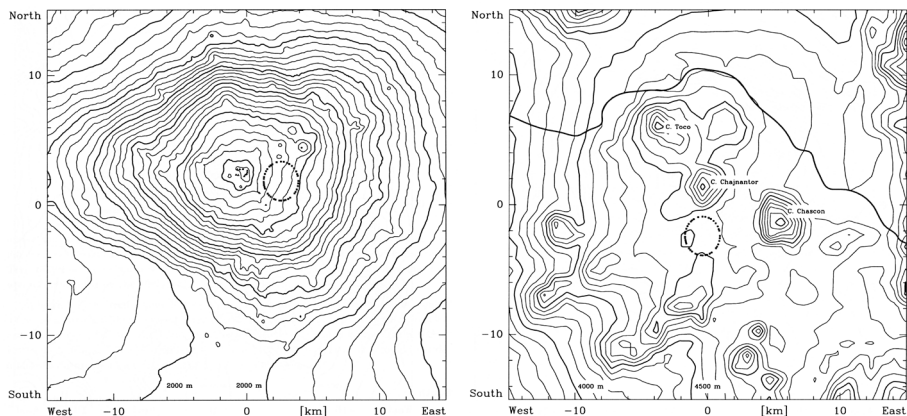 North
10
0
−10
South
2000 m
2000 m
West
−10
0
[km]
10
East
North
10
0
−10
South
C. Toco
C. Chajnantor
C. Chascon
4000 m
4500 m
West
−10
0
[km]
10
East